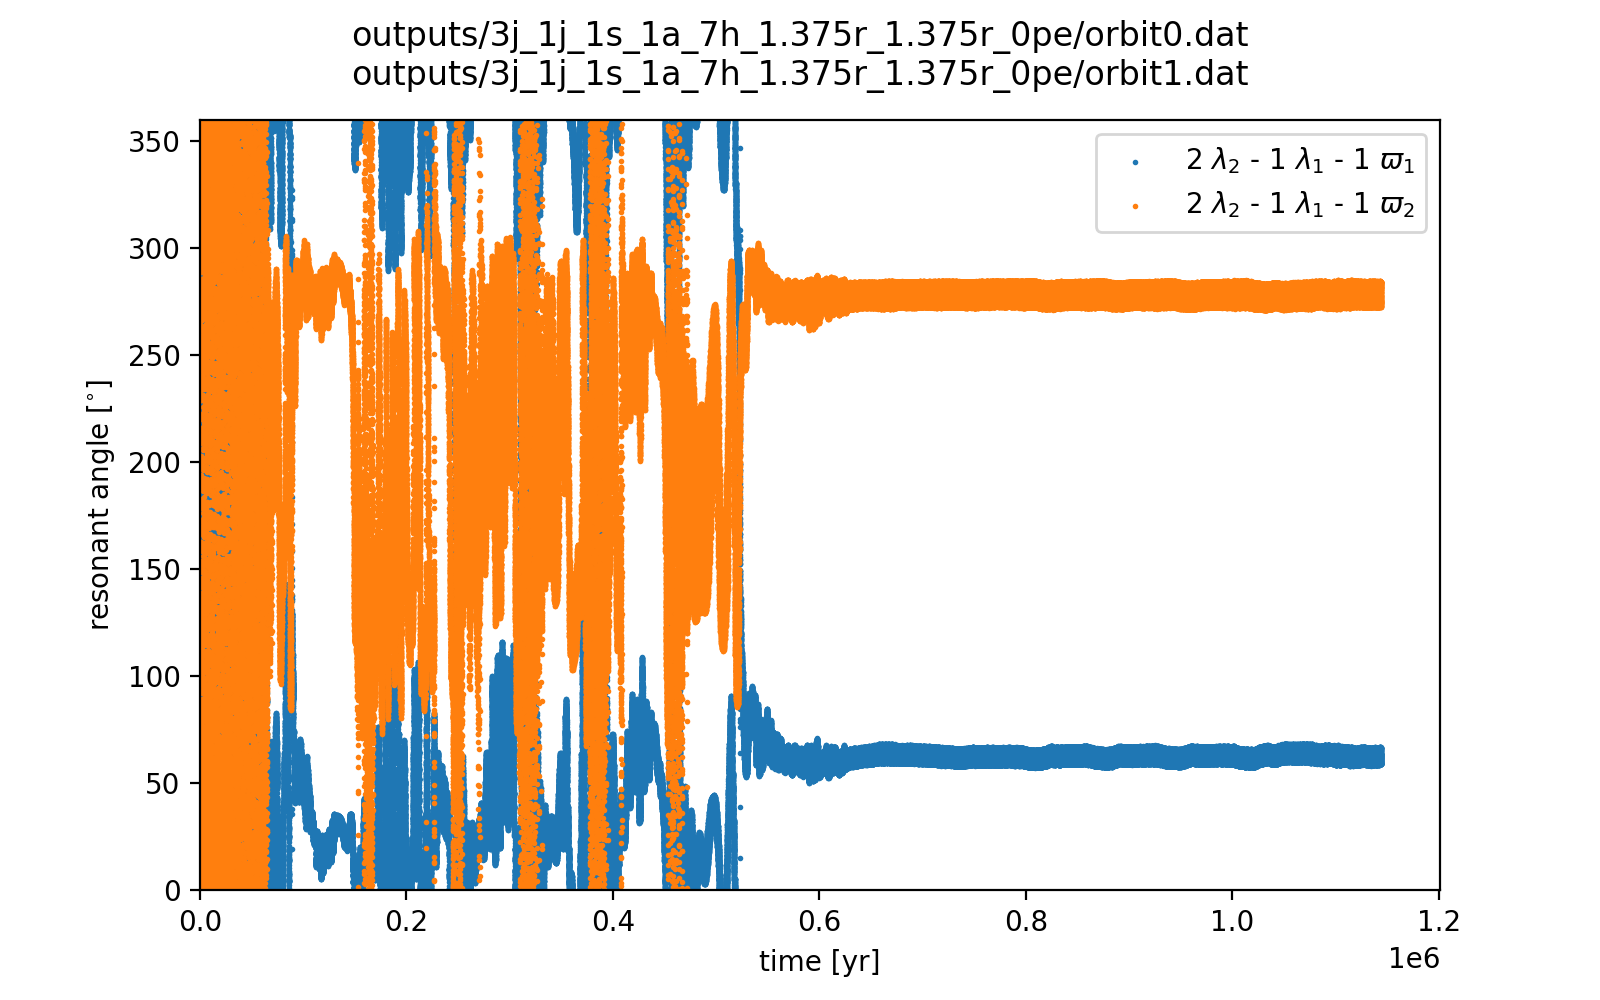 outputs/3j_1j_1s_1a_7h_1.375r_1.375r_0pe/orbit0.dat
outputs/3j_1j_1s_1a_7h_1.375r_1.375r_0pe/orbit1.dat
350
300
250
200
150
100
50
0
resonant angle [°]
2 λ₂ - 1 λ₁ - 1 ϖ₁
2 λ₂ - 1 λ₁ - 1 ϖ₂
0.0 0.2 0.4 0.6 0.8 1.0 1.2
time [yr]
1e6